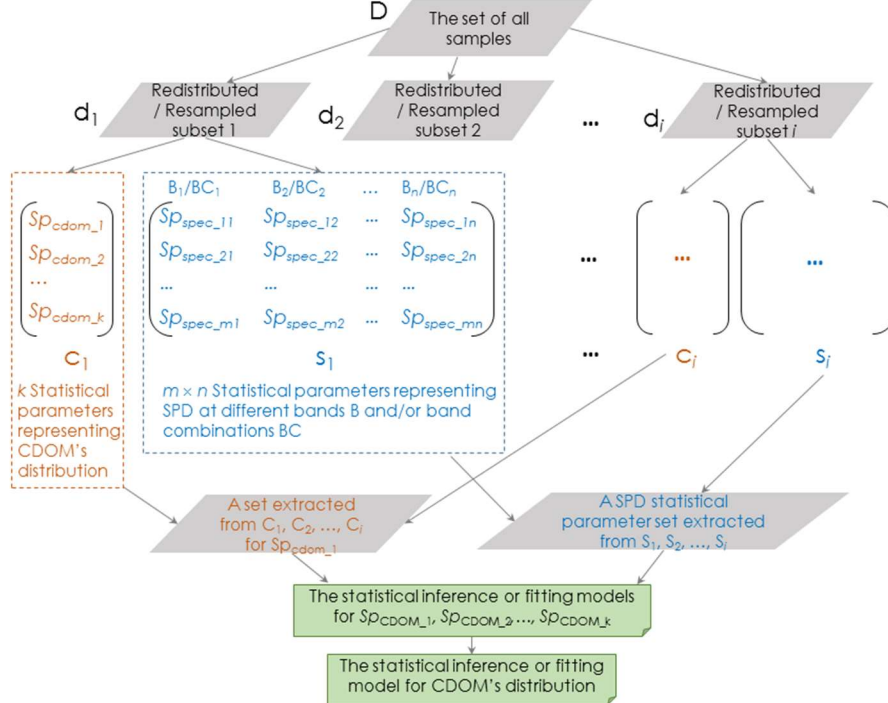 D
The set of all
samples
d1
Redistributed
/ Resampled
subset 1
d2
Redistributed
/ Resampled
subset 2
...
di
Redistributed
/ Resampled
subset i
Spcdom_1
Spcdom_2
...
Spcdom_k
C1
k Statistical
parameters
representing
CDOM's
distribution
B1/BC1 B2/BC2 ... Bn/BCn
Spspec_11 Spspec_12 ... Spspec_1n
Spspec_21 Spspec_22 ... Spspec_2n
... ... ... ...
Spspec_m1 Spspec_m2 ... Spspec_mn
S1
m × n Statistical parameters representing
SPD at different bands B and/or band
combinations BC
...
...
...
...
Ci
Si
A set extracted
from C1, C2, ..., Ci
for Spcdom_1
A SPD statistical
parameter set extracted
from S1, S2, ..., Si
The statistical inference or fitting models
for SpCDOM_1, SpCDOM_2,..., SpCDOM_k
The statistical inference or fitting
model for CDOM's distribution